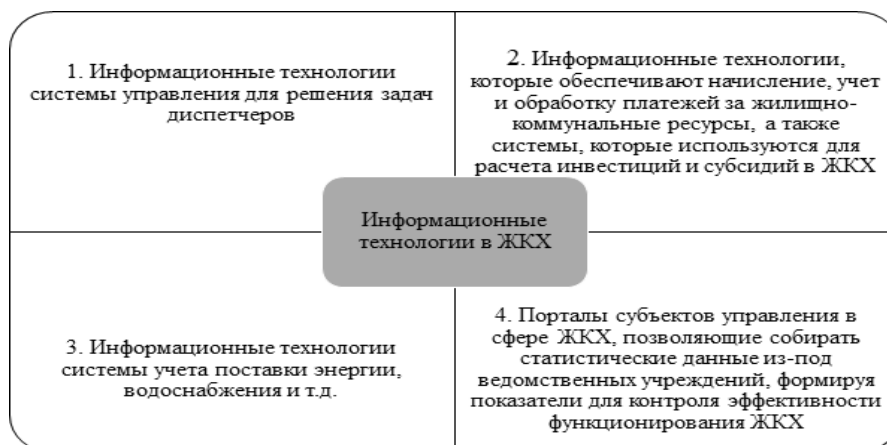 1. Информационные технологии
системы управления для решения задач
диспетчеров
2. Информационные технологии,
которые обеспечивают начисление, учет
и обработку платежей за жилищно-
коммунальные ресурсы, а также
системы, которые используются для
расчета инвестиций и субсидий в ЖКХ
Информационные
технологии в ЖКХ
3. Информационные технологии
системы учета поставки энергии,
водоснабжения и т.д.
4. Порталы субъектов управления в
сфере ЖКХ, позволяющие собирать
статистические данные из-под
ведомственных учреждений, формируя
показатели для контроля эффективности
функционирования ЖКХ